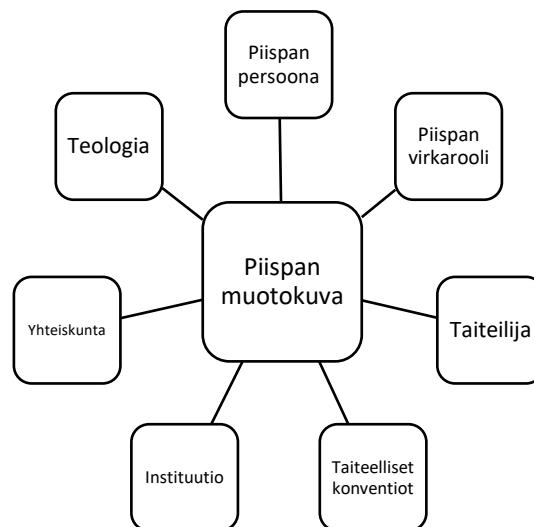 Piispan
persoona
Teologia
Piispan
virkarooli
Piispan
muotokuva
Yhteiskunta
Taiteilija
Instituutio
Taiteelliset
konventiot